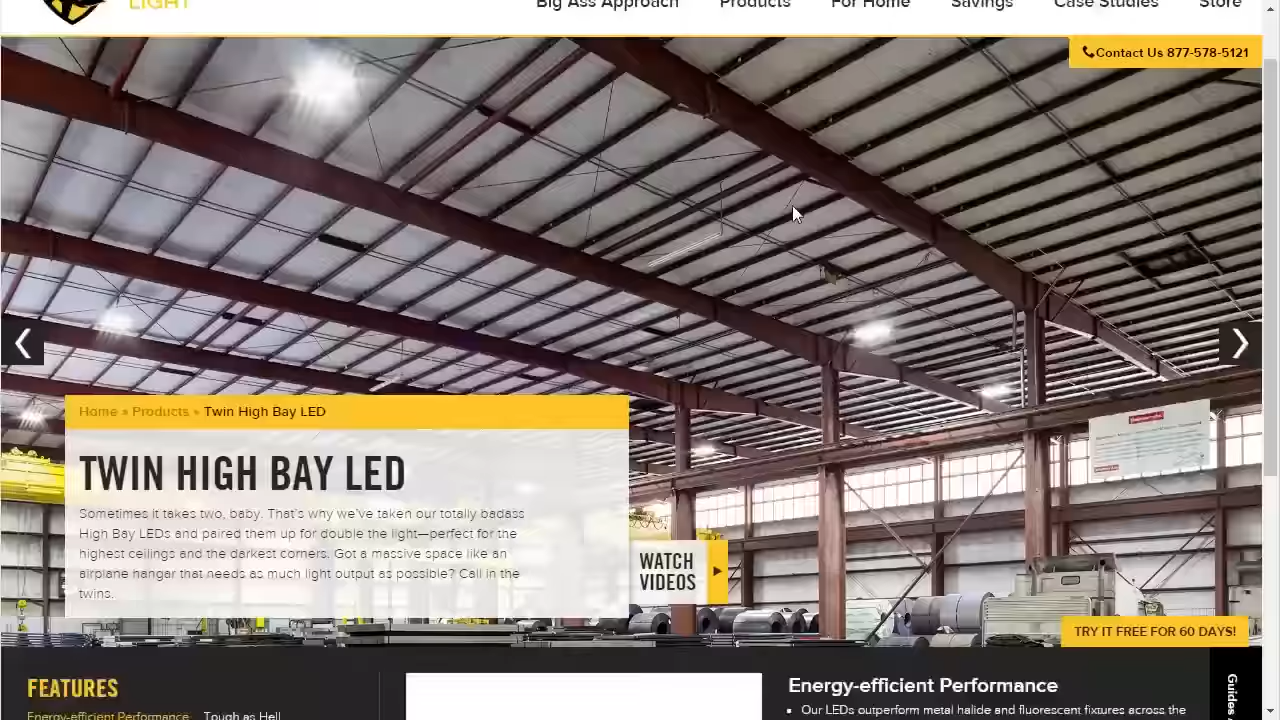 LIGHT
Big Ass Approach Products For Home Savings Case Studies Store
Contact Us 877-578-5121
Home » Products » Twin High Bay LED
TWIN HIGH BAY LED
Sometimes it takes two, baby. That's why we've taken our totally badass
High Bay LEDs and paired them up for double the light—perfect for the
highest ceilings and the darkest corners. Got a massive space like an
airplane hangar that needs as much light output as possible? Call in the
twins.
WATCH
VIDEOS
TRY IT FREE FOR 60 DAYS!
FEATURES
Energy-efficient Performance Tough as Hell
Energy-efficient Performance
• Our LEDs outperform metal halide and fluorescent fixtures across the
Guides